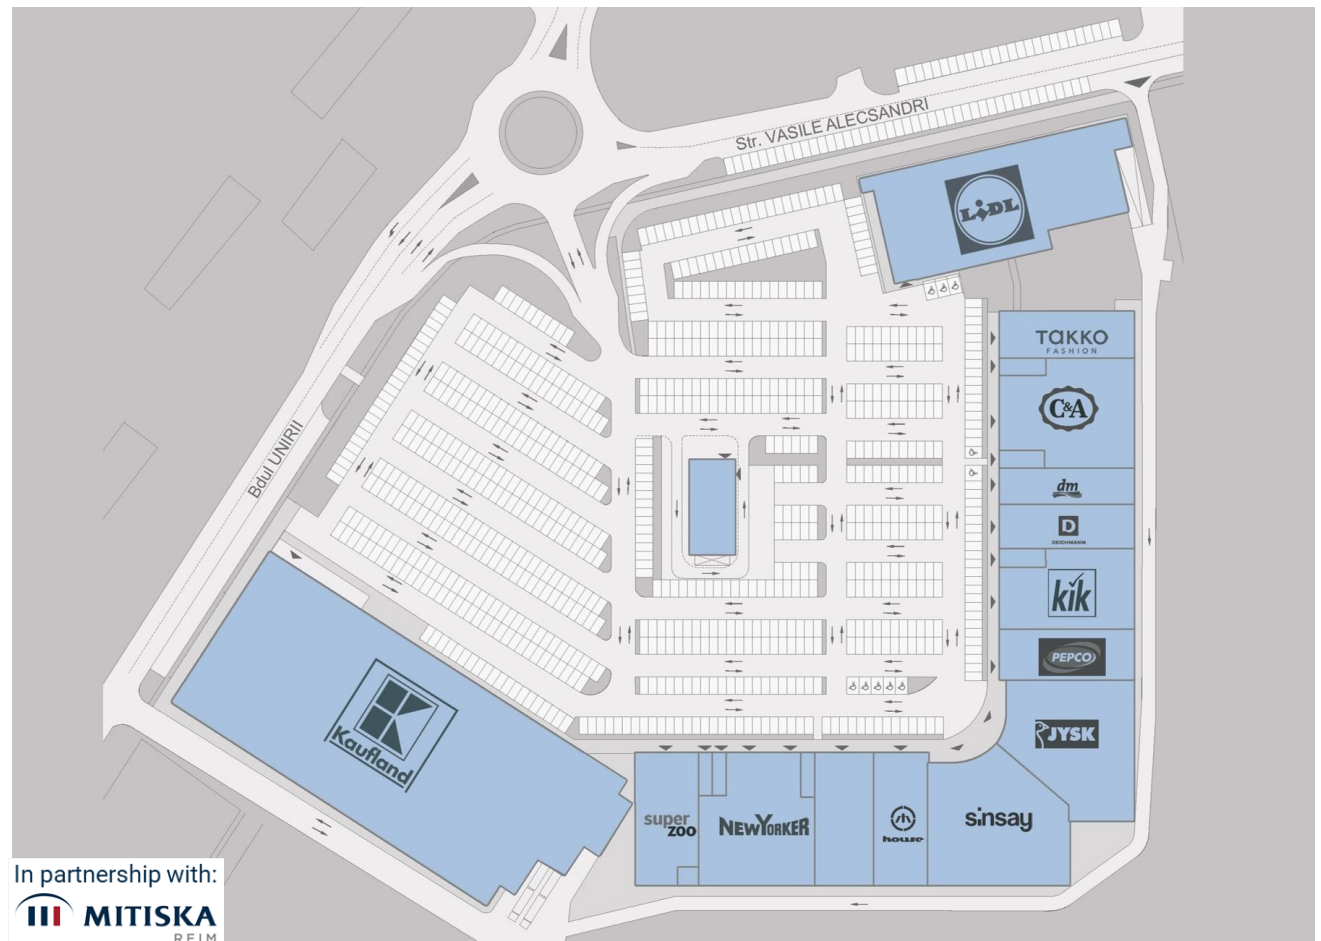 Str. VASILE ALECSANDRI
LIDL
TAKKO
FASHION
C&A
Bdul UNIRII
dm
D
DEICHMANN
kik
PEPCO
Kaufland
JYSK
super
zoo
NEWYORKER
house
sinsay
In partnership with:
MITISKA
REIM